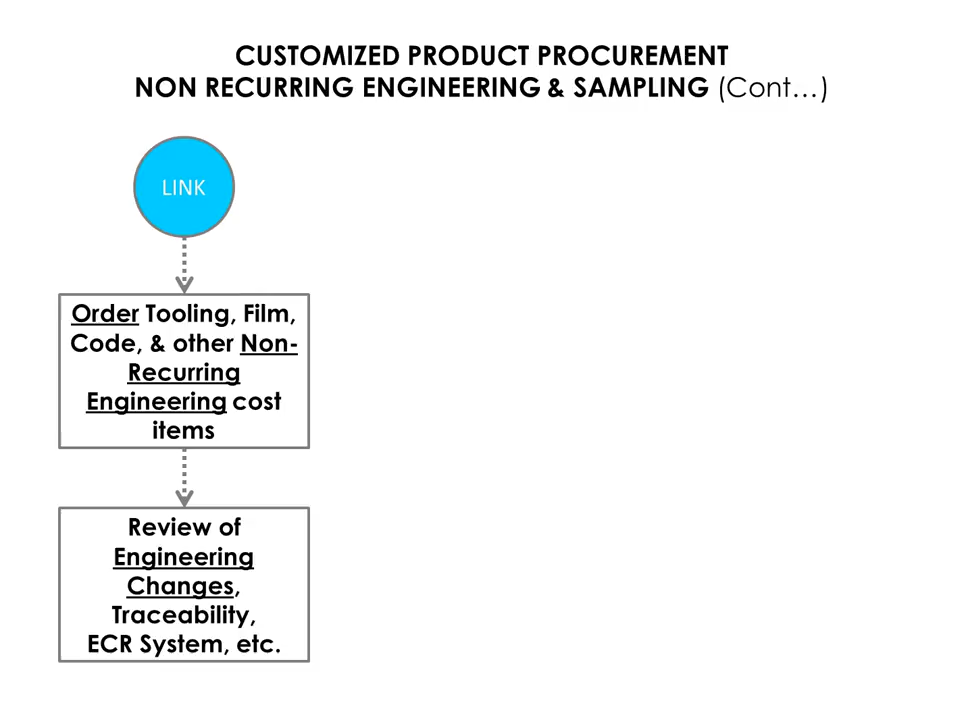 CUSTOMIZED PRODUCT PROCUREMENT
NON RECURRING ENGINEERING & SAMPLING (Cont…)
LINK
Order Tooling, Film,
Code, & other Non-
Recurring
Engineering cost
items
Review of
Engineering
Changes,
Traceability,
ECR System, etc.